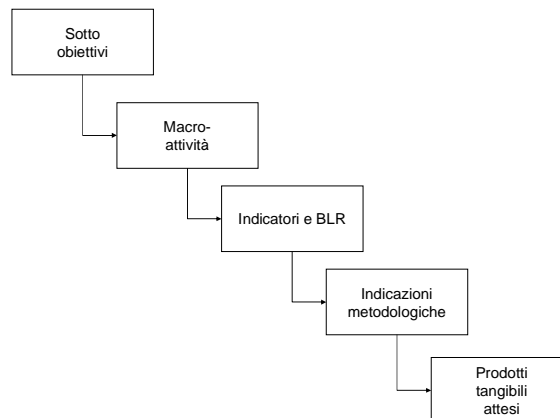 Sotto
obiettivi
Macro-
attività
Indicatori e BLR
Indicazioni
metodologiche
Prodotti
tangibili
attesi